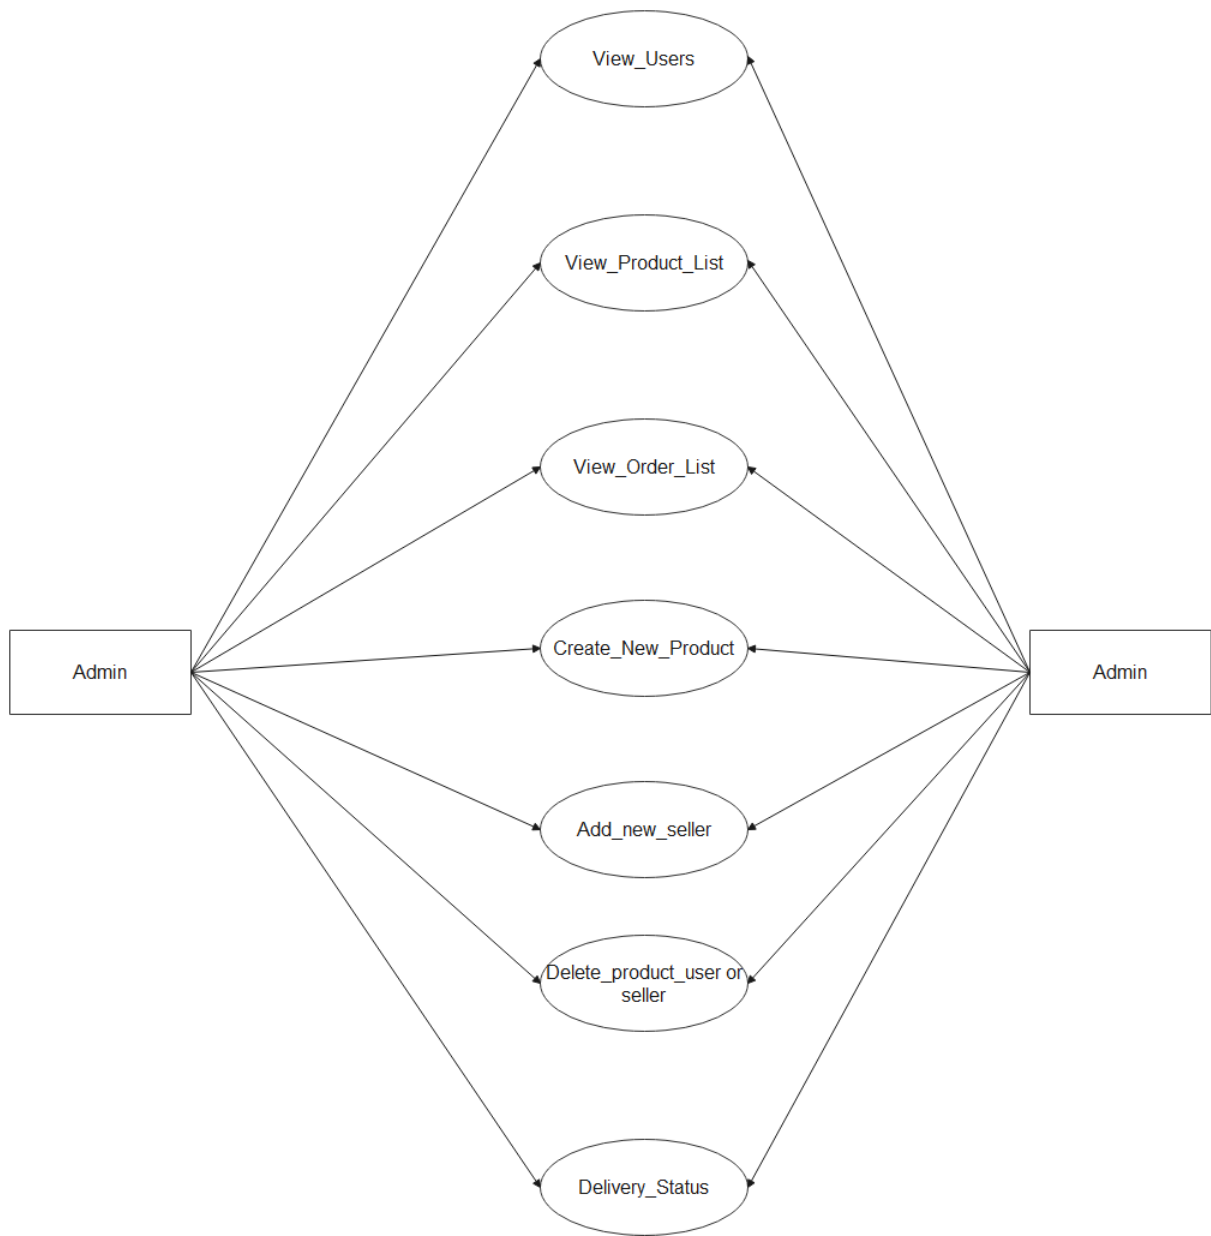 View_Users
View_Product_List
View_Order_List
Create_New_Product
Admin
Admin
Add_new_seller
Delete_product_user or
seller
Delivery_Status